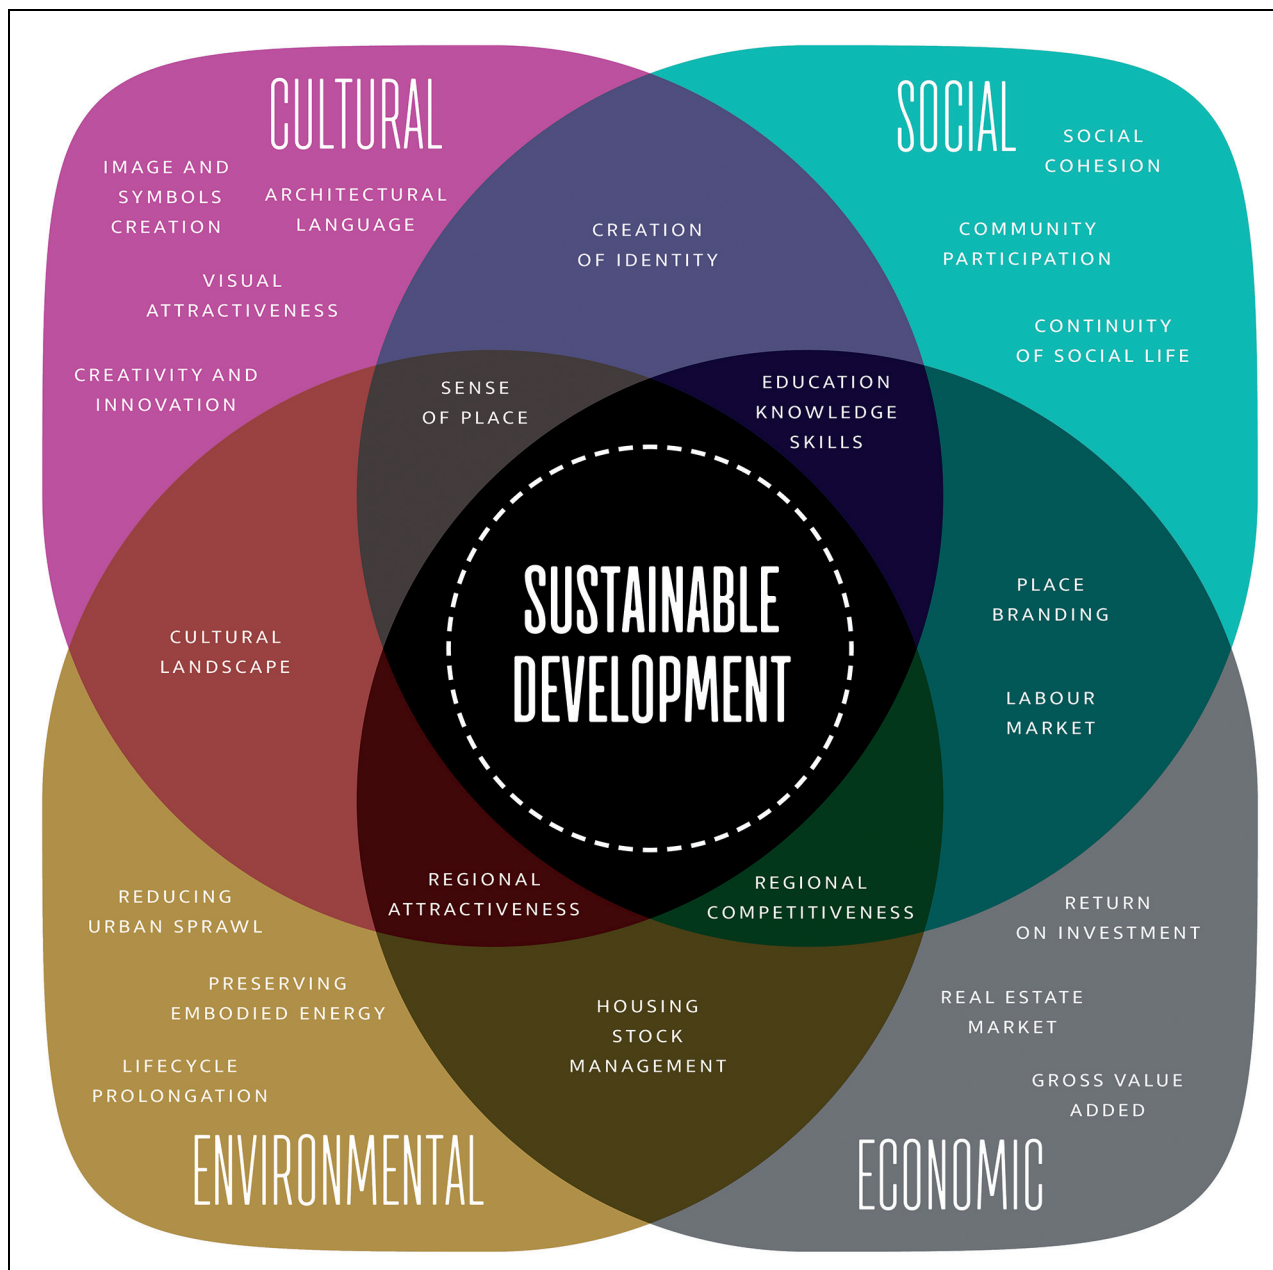 CULTURAL
IMAGE AND
SYMBOLS
CREATION
ARCHITECTURAL
LANGUAGE
VISUAL
ATTRACTIVENESS
CREATIVITY AND
INNOVATION
CREATION
OF IDENTITY
SOCIAL
SOCIAL
COHESION
COMMUNITY
PARTICIPATION
CONTINUITY
OF SOCIAL LIFE
SENSE
OF PLACE
EDUCATION
KNOWLEDGE
SKILLS
CULTURAL
LANDSCAPE
SUSTAINABLE
DEVELOPMENT
PLACE
BRANDING
LABOUR
MARKET
REGIONAL
ATTRACTIVENESS
REGIONAL
COMPETITIVENESS
REDUCING
URBAN SPRAWL
PRESERVING
EMBODIED ENERGY
LIFECYCLE
PROLONGATION
ENVIRONMENTAL
HOUSING
STOCK
MANAGEMENT
RETURN
ON INVESTMENT
REAL ESTATE
MARKET
GROSS VALUE
ADDED
ECONOMIC